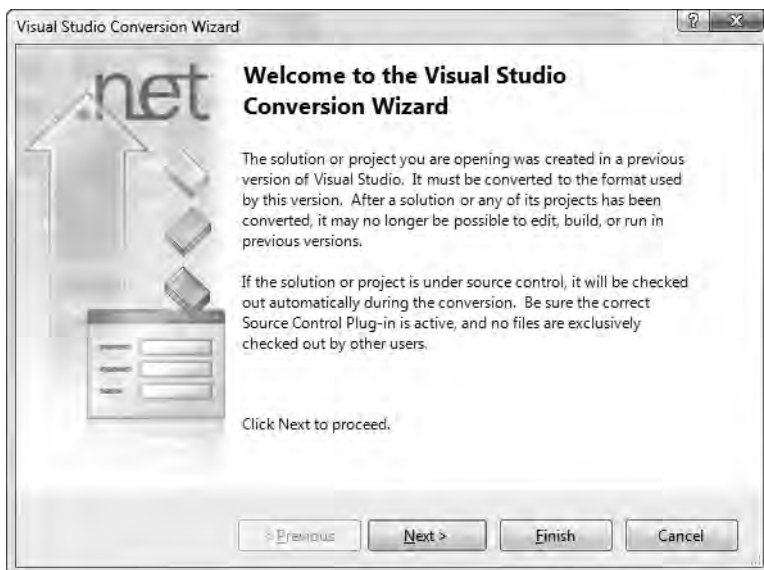 Visual Studio Conversion Wizard
.net
Welcome to the Visual Studio
Conversion Wizard
The solution or project you are opening was created in a previous
version of Visual Studio. It must be converted to the format used
by this version. After a solution or any of its projects has been
converted, it may no longer be possible to edit, build, or run in
previous versions.
If the solution or project is under source control, it will be checked
out automatically during the conversion. Be sure the correct
Source Control Plug-in is active, and no files are exclusively
checked out by other users.
Click Next to proceed.
< Previous Next > Finish Cancel